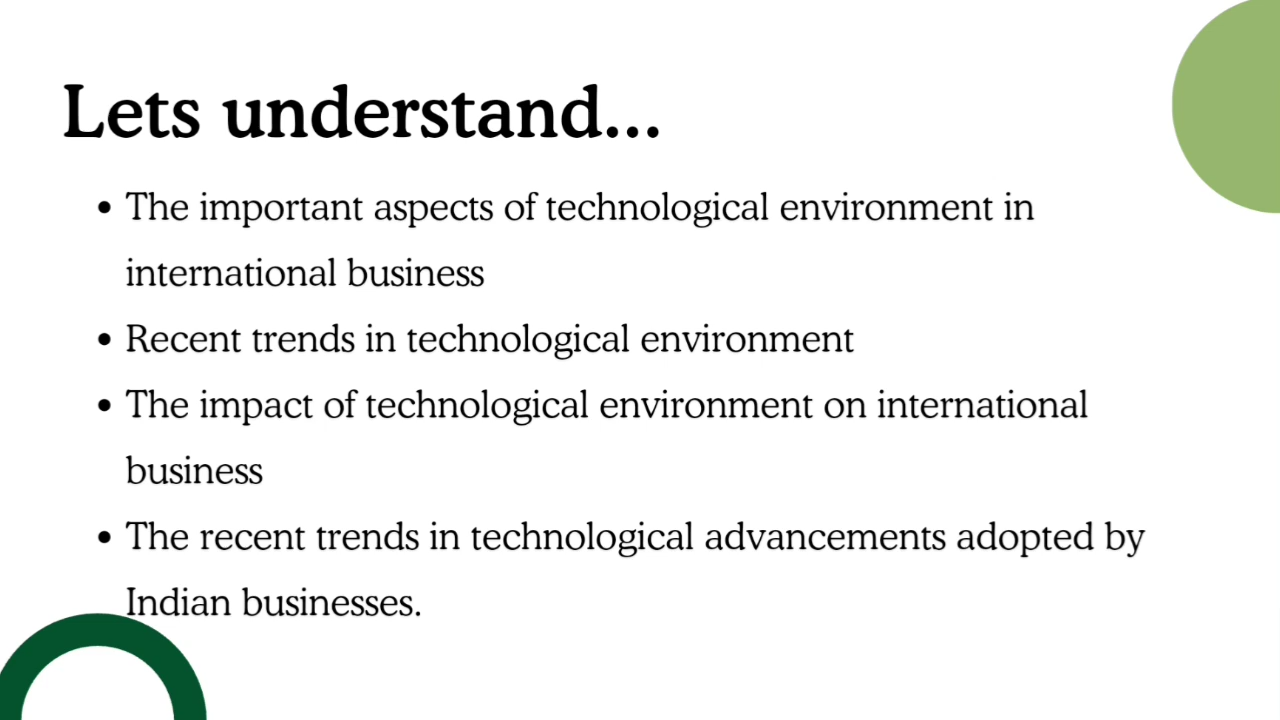 Lets understand...
• The important aspects of technological environment in
international business
• Recent trends in technological environment
• The impact of technological environment on international
business
• The recent trends in technological advancements adopted by
Indian businesses.